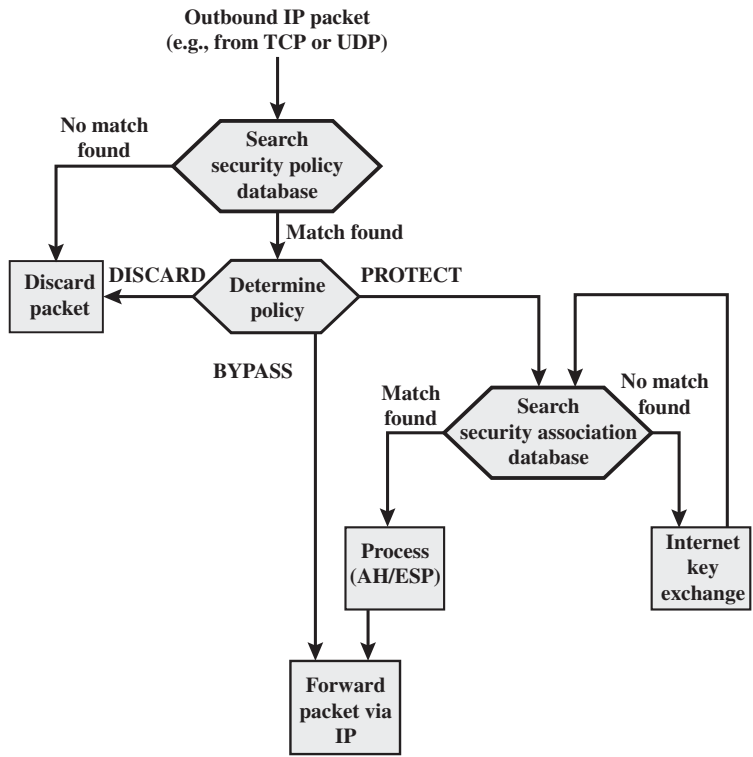 Outbound IP packet
(e.g., from TCP or UDP)
No match
found
Search
security policy
database
Match found
Discard
packet
DISCARD
Determine
policy
PROTECT
BYPASS
Match
found
Search
security association
database
No match
found
Process
(AH/ESP)
Internet
key
exchange
Forward
packet via
IP